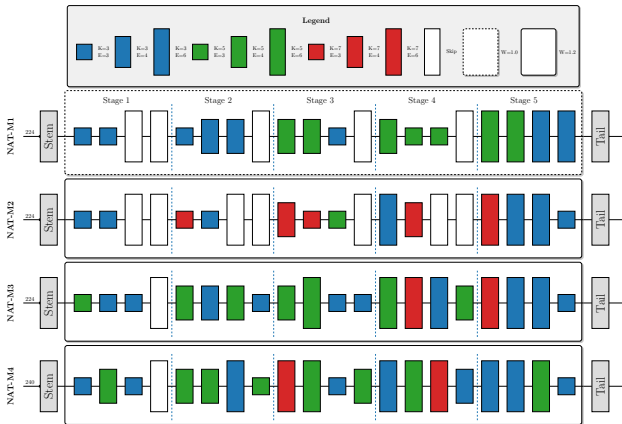 Legend
K=3 K=3 K=3 K=5 K=5 K=5 K=7 K=7 K=7
E=3 E=4 E=6 E=3 E=4 E=6 E=3 E=4 E=6
Skip W=1.0 W=1.2
Stage 1 Stage 2 Stage 3 Stage 4 Stage 5
NAT-M1 224 Stem Tail
NAT-M2 224 Stem Tail
NAT-M3 224 Stem Tail
NAT-M4 240 Stem Tail